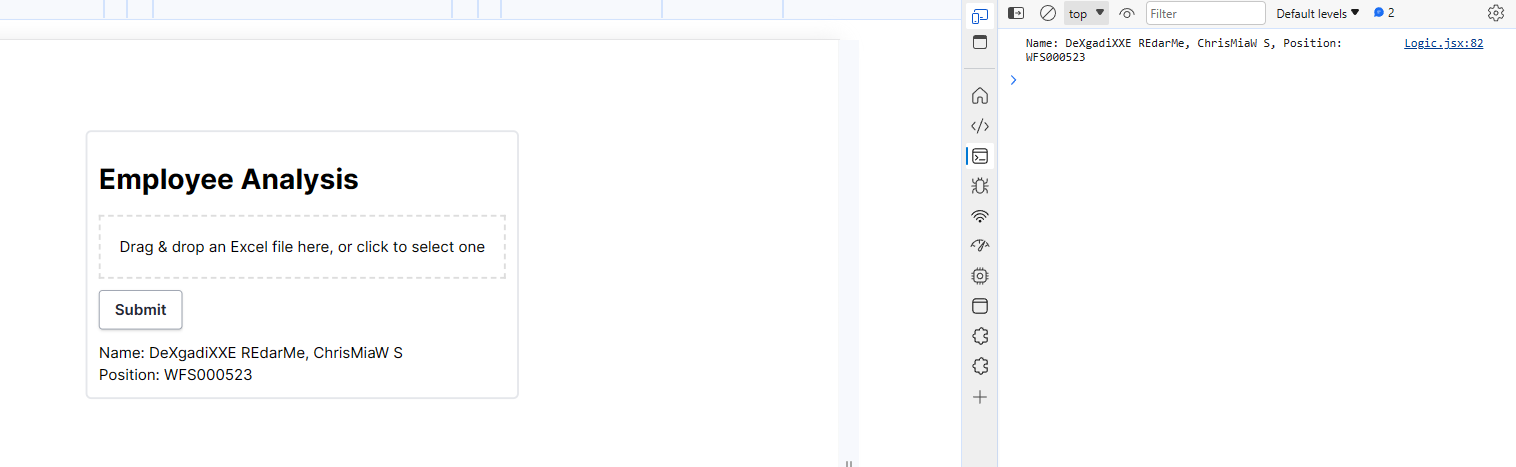 Employee Analysis
Drag & drop an Excel file here, or click to select one
Submit
Name: DeXgadiXXE REdarMe, ChrisMiaW S
Position: WFS000523
top
Filter
Default levels
2
Name: DeXgadiXXE REdarMe, ChrisMiaW S, Position:
WFS000523
Logic.jsx:82